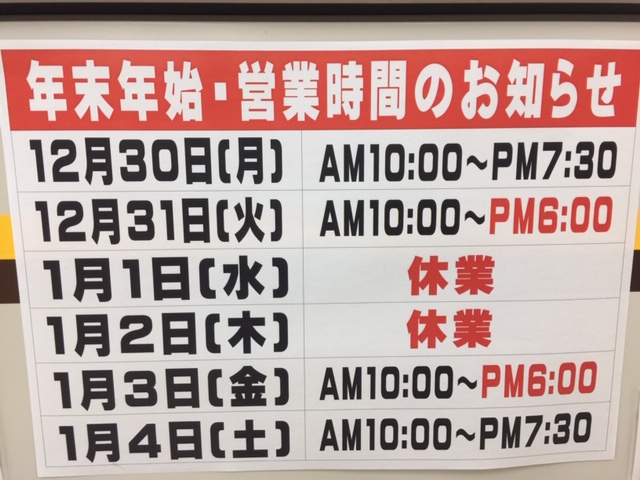 年末年始・営業時間のお知らせ
12月30日(月) AM10:00～PM7:30
12月31日(火) AM10:00～PM6:00
1月1日(水) 休業
1月2日(木) 休業
1月3日(金) AM10:00～PM6:00
1月4日(土) AM10:00～PM7:30